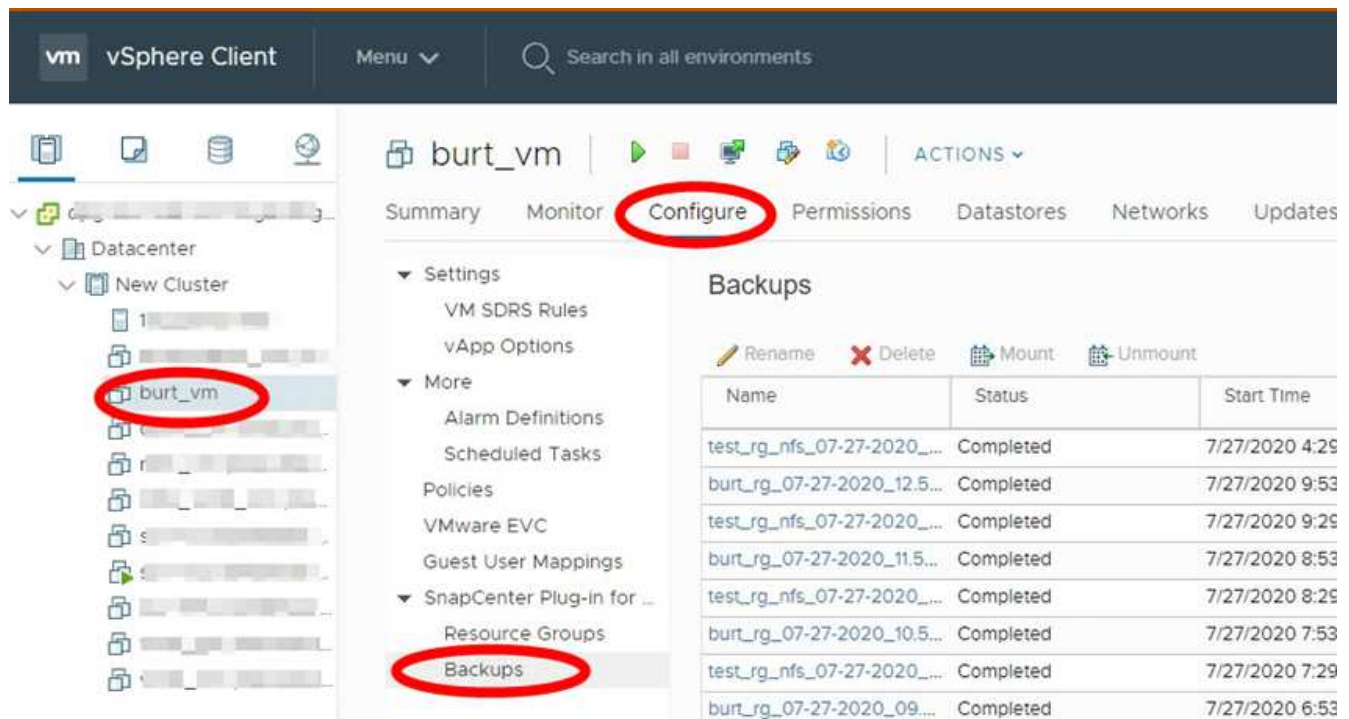 vm vSphere Client Menu Search in all environments
burt_vm ACTIONS
Summary Monitor Configure Permissions Datastores Networks Updates
Datacenter
New Cluster
burt_vm
Settings
VM SDRS Rules
vApp Options
More
Alarm Definitions
Scheduled Tasks
Policies
VMware EVC
Guest User Mappings
SnapCenter Plug-in for ...
Resource Groups
Backups
Backups
Rename Delete Mount Unmount
Name Status Start Time
test_rg_nfs_07-27-2020_... Completed 7/27/2020 4:29
burt_rg_07-27-2020_12.5... Completed 7/27/2020 9:53
test_rg_nfs_07-27-2020_... Completed 7/27/2020 9:29
burt_rg_07-27-2020_11.5... Completed 7/27/2020 8:53
test_rg_nfs_07-27-2020_... Completed 7/27/2020 8:29
burt_rg_07-27-2020_10.5... Completed 7/27/2020 7:53
test_rg_nfs_07-27-2020_... Completed 7/27/2020 7:29
burt_rg_07-27-2020_09.... Completed 7/27/2020 6:53